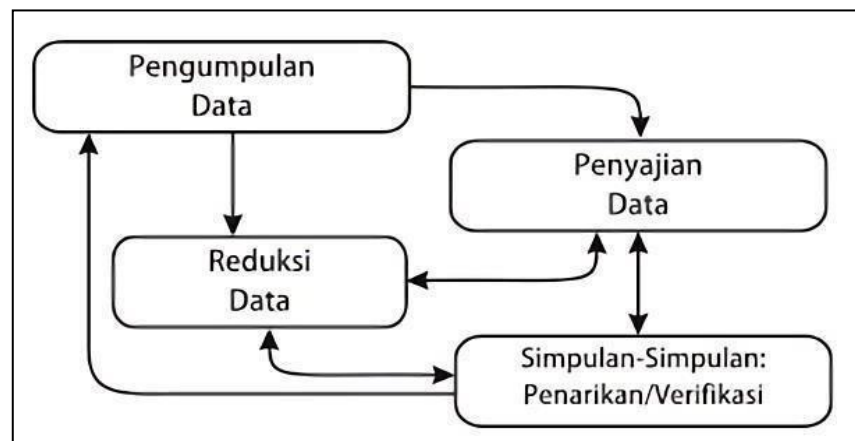 Pengumpulan
Data
Penyajian
Data
Reduksi
Data
Simpulan-Simpulan:
Penarikan/Verifikasi